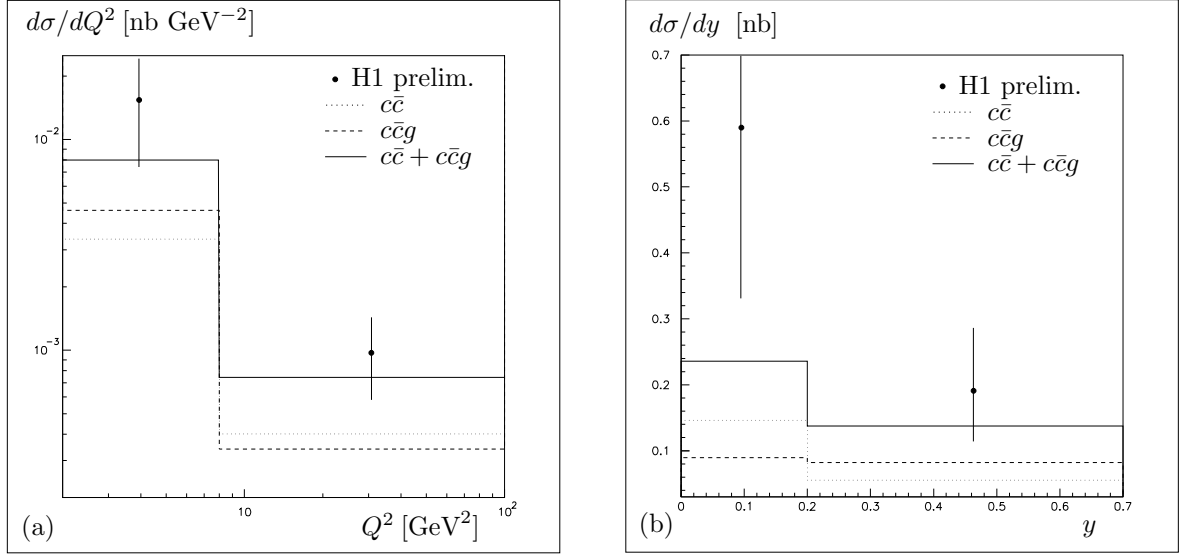 dσ/dQ² [nb GeV⁻²]
H1 prelim.
cc̄
cc̄g
cc̄ + cc̄g
10⁻²
10⁻³
10
10²
(a)
Q² [GeV²]
dσ/dy [nb]
0.7
0.6
0.5
0.4
0.3
0.2
0.1
H1 prelim.
cc̄
cc̄g
cc̄ + cc̄g
0 0.1 0.2 0.3 0.4 0.5 0.6 0.7
(b)
y